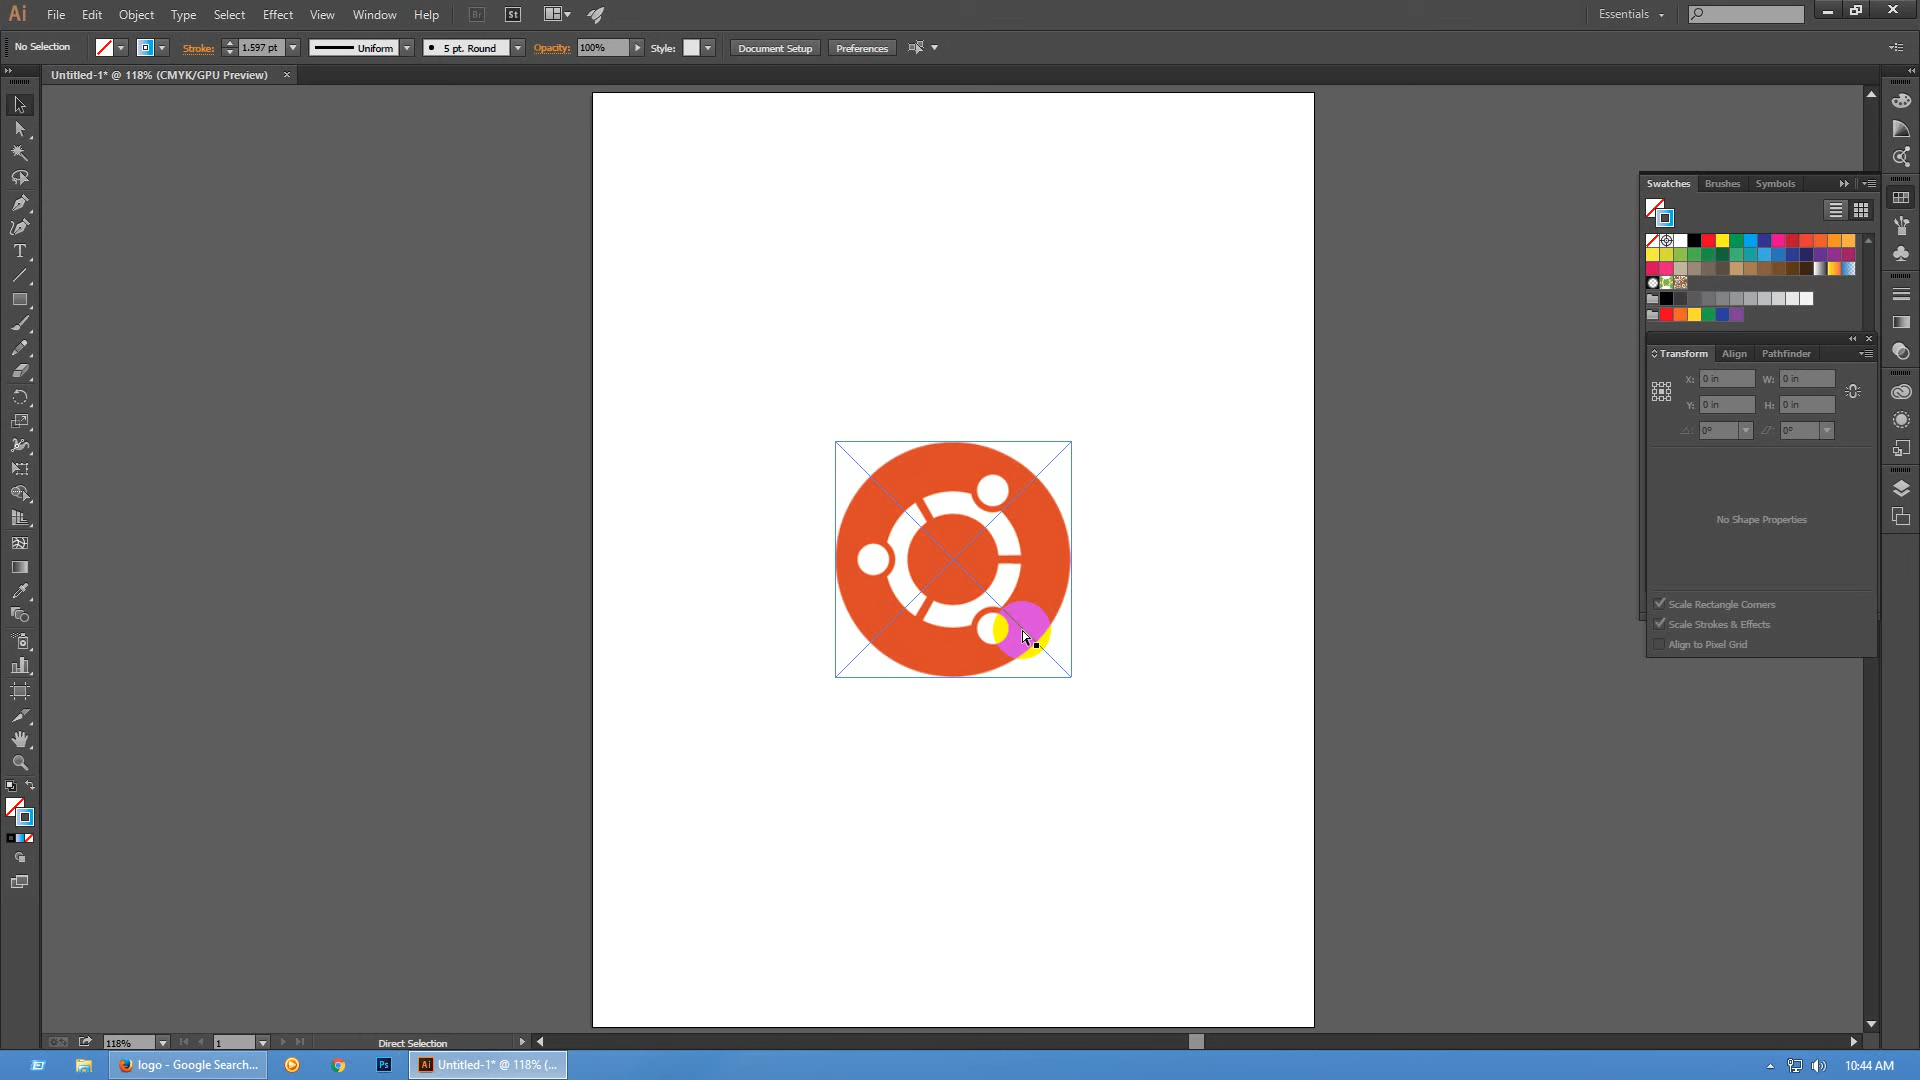 Ai File Edit Object Type Select Effect View Window Help Br St Essentials
No Selection Stroke: 1.597 pt Uniform 5 pt. Round Opacity: 100% Style: Document Setup Preferences
Untitled-1* @ 118% (CMYK/GPU Preview)
Swatches Brushes Symbols
Transform Align Pathfinder
X: 0 in W: 0 in
Y: 0 in H: 0 in
0° 0°
No Shape Properties
Scale Rectangle Corners
Scale Strokes & Effects
Align to Pixel Grid
118% 1 Direct Selection
logo - Google Search... Ps Ai Untitled-1* @ 118% (... 10:44 AM